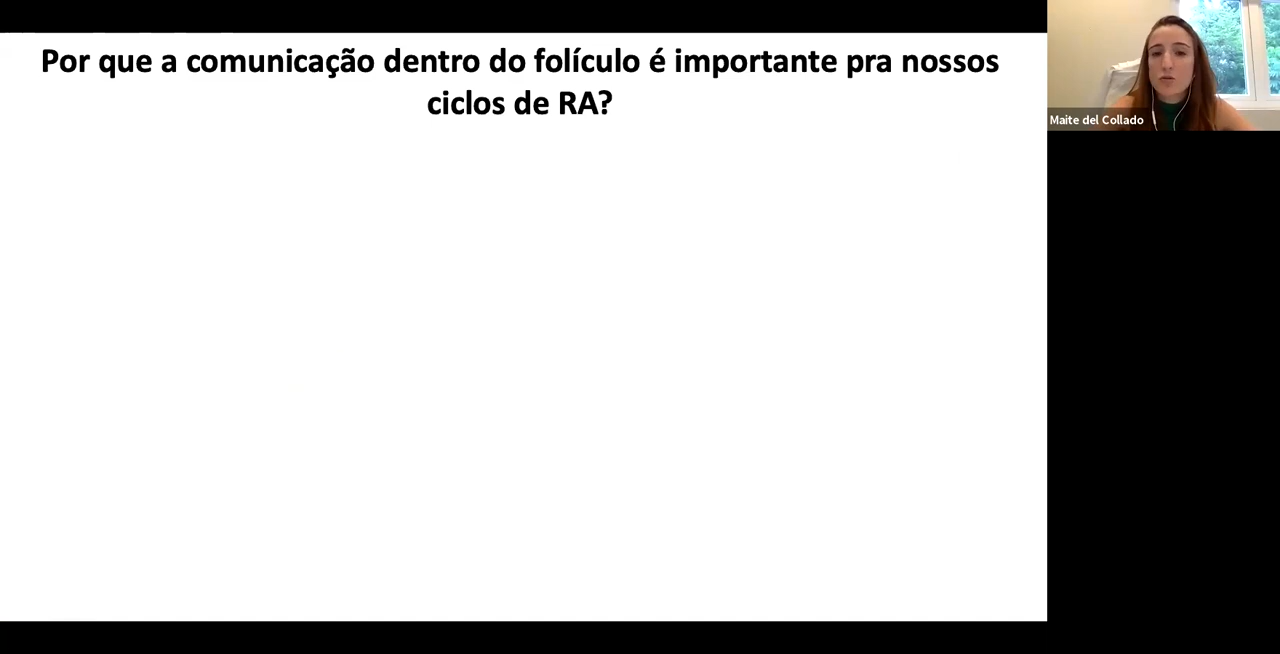 Por que a comunicação dentro do folículo é importante pra nossos
ciclos de RA?
Maite del Collado